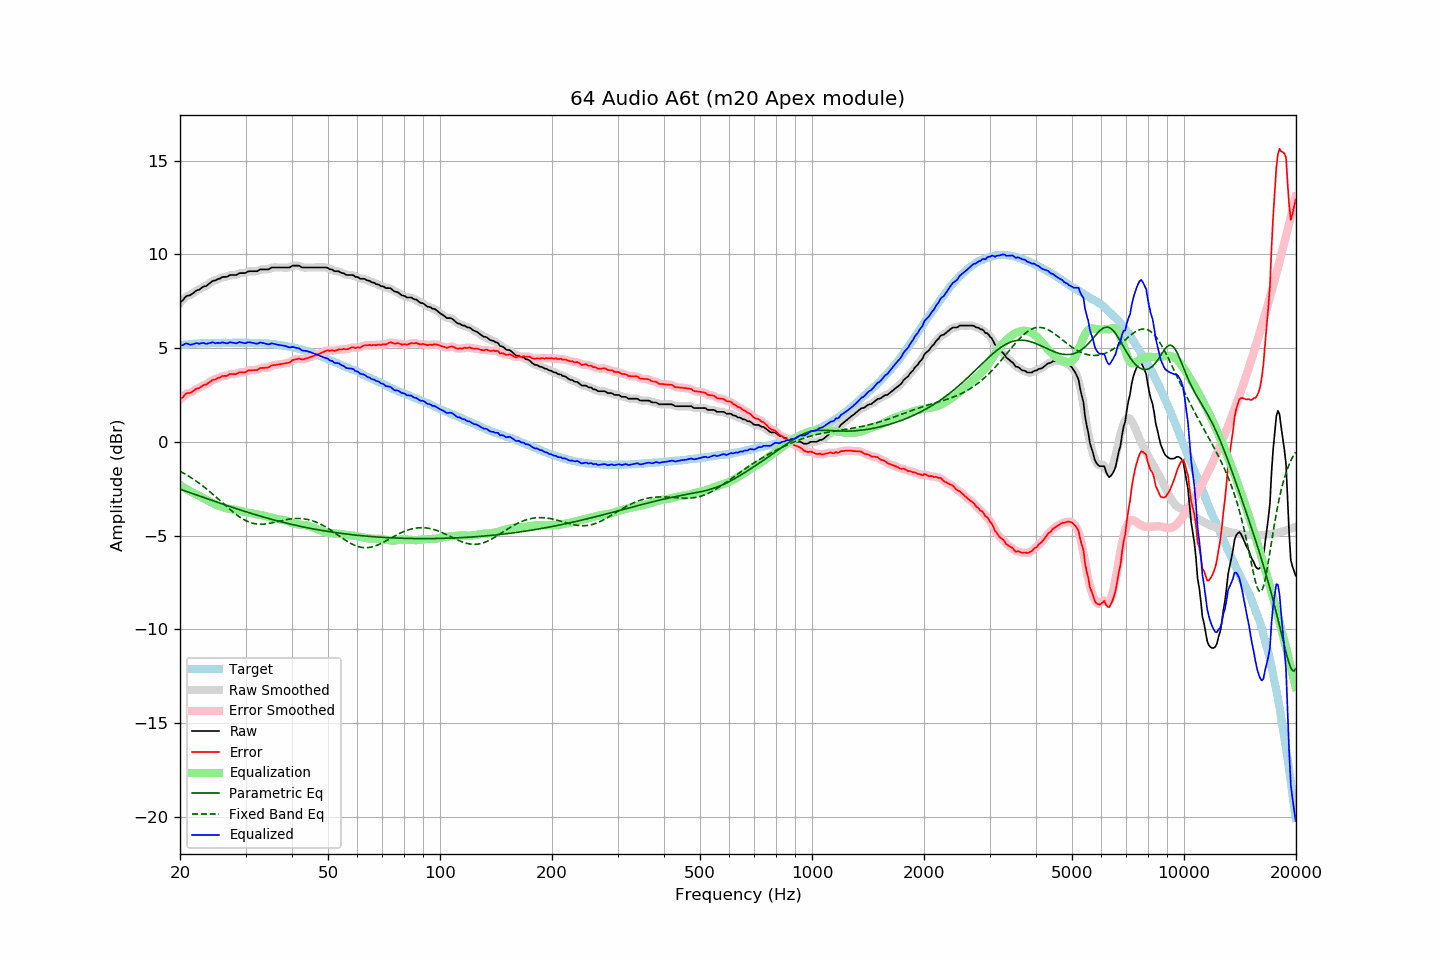 64 Audio A6t (m20 Apex module)
15
10
5
0
−5
−10
−15
−20
Amplitude (dBr)
Target
Raw Smoothed
Error Smoothed
Raw
Error
Equalization
Parametric Eq
Fixed Band Eq
Equalized
20 50 100 200 500 1000 2000 5000 10000 20000
Frequency (Hz)